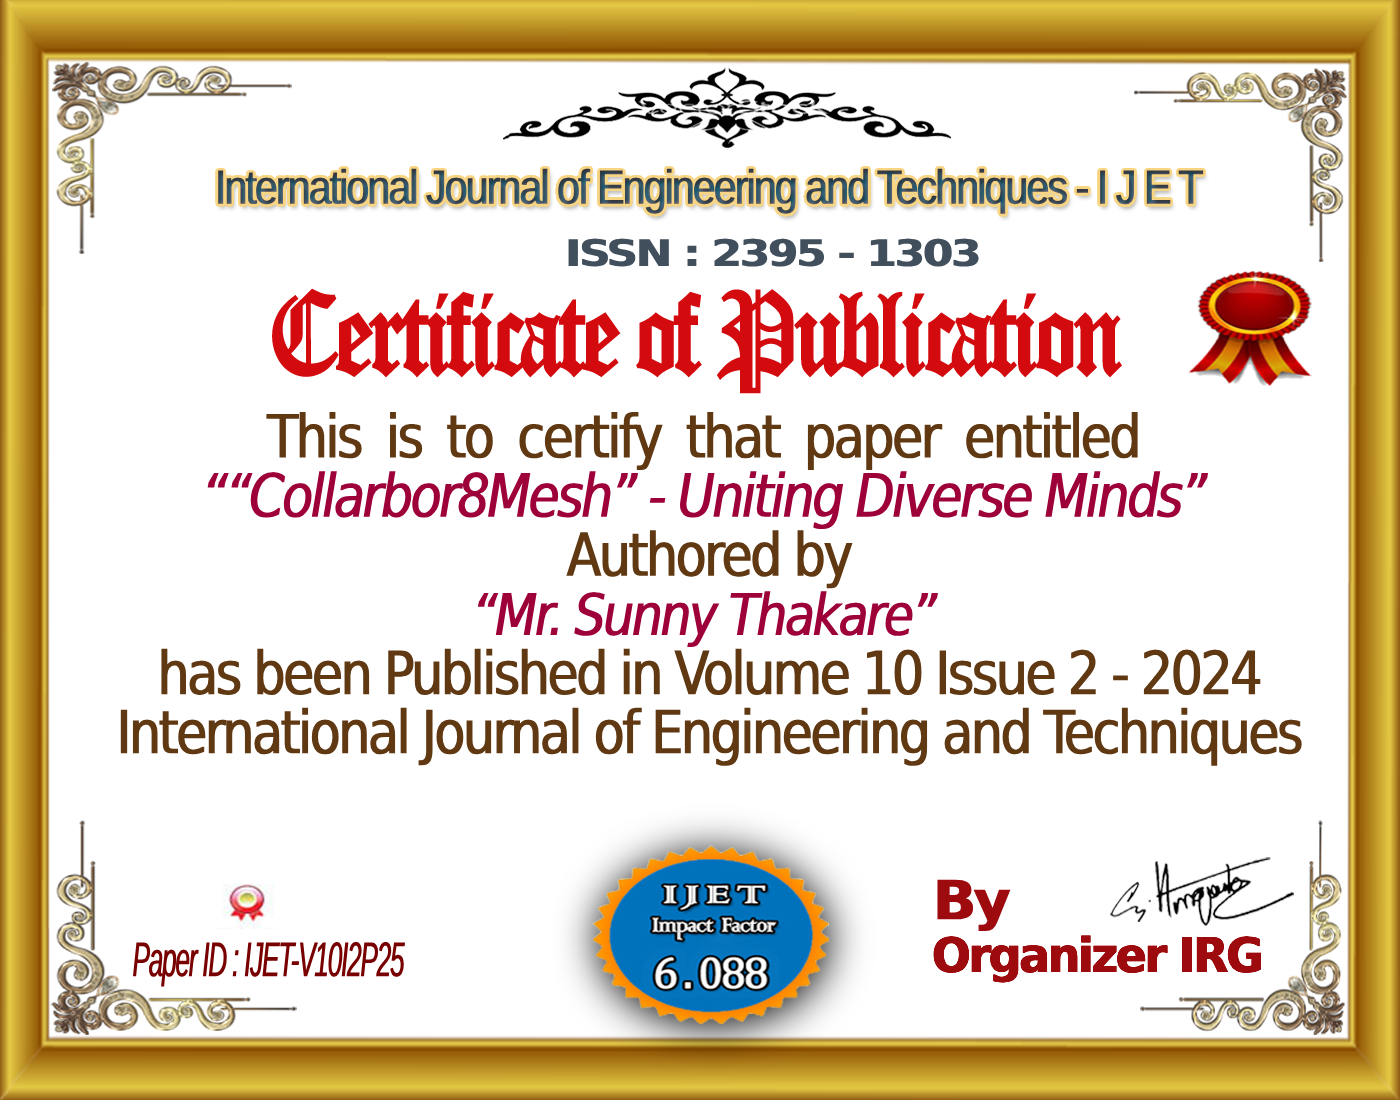 International Journal of Engineering and Techniques - I J E T
ISSN : 2395 - 1303
Certificate of Publication
This is to certify that paper entitled
““Collarbor8Mesh” - Uniting Diverse Minds”
Authored by
“Mr. Sunny Thakare”
has been Published in Volume 10 Issue 2 - 2024
International Journal of Engineering and Techniques
Paper ID : IJET-V10I2P25
IJET
Impact Factor
6.088
By
Organizer IRG